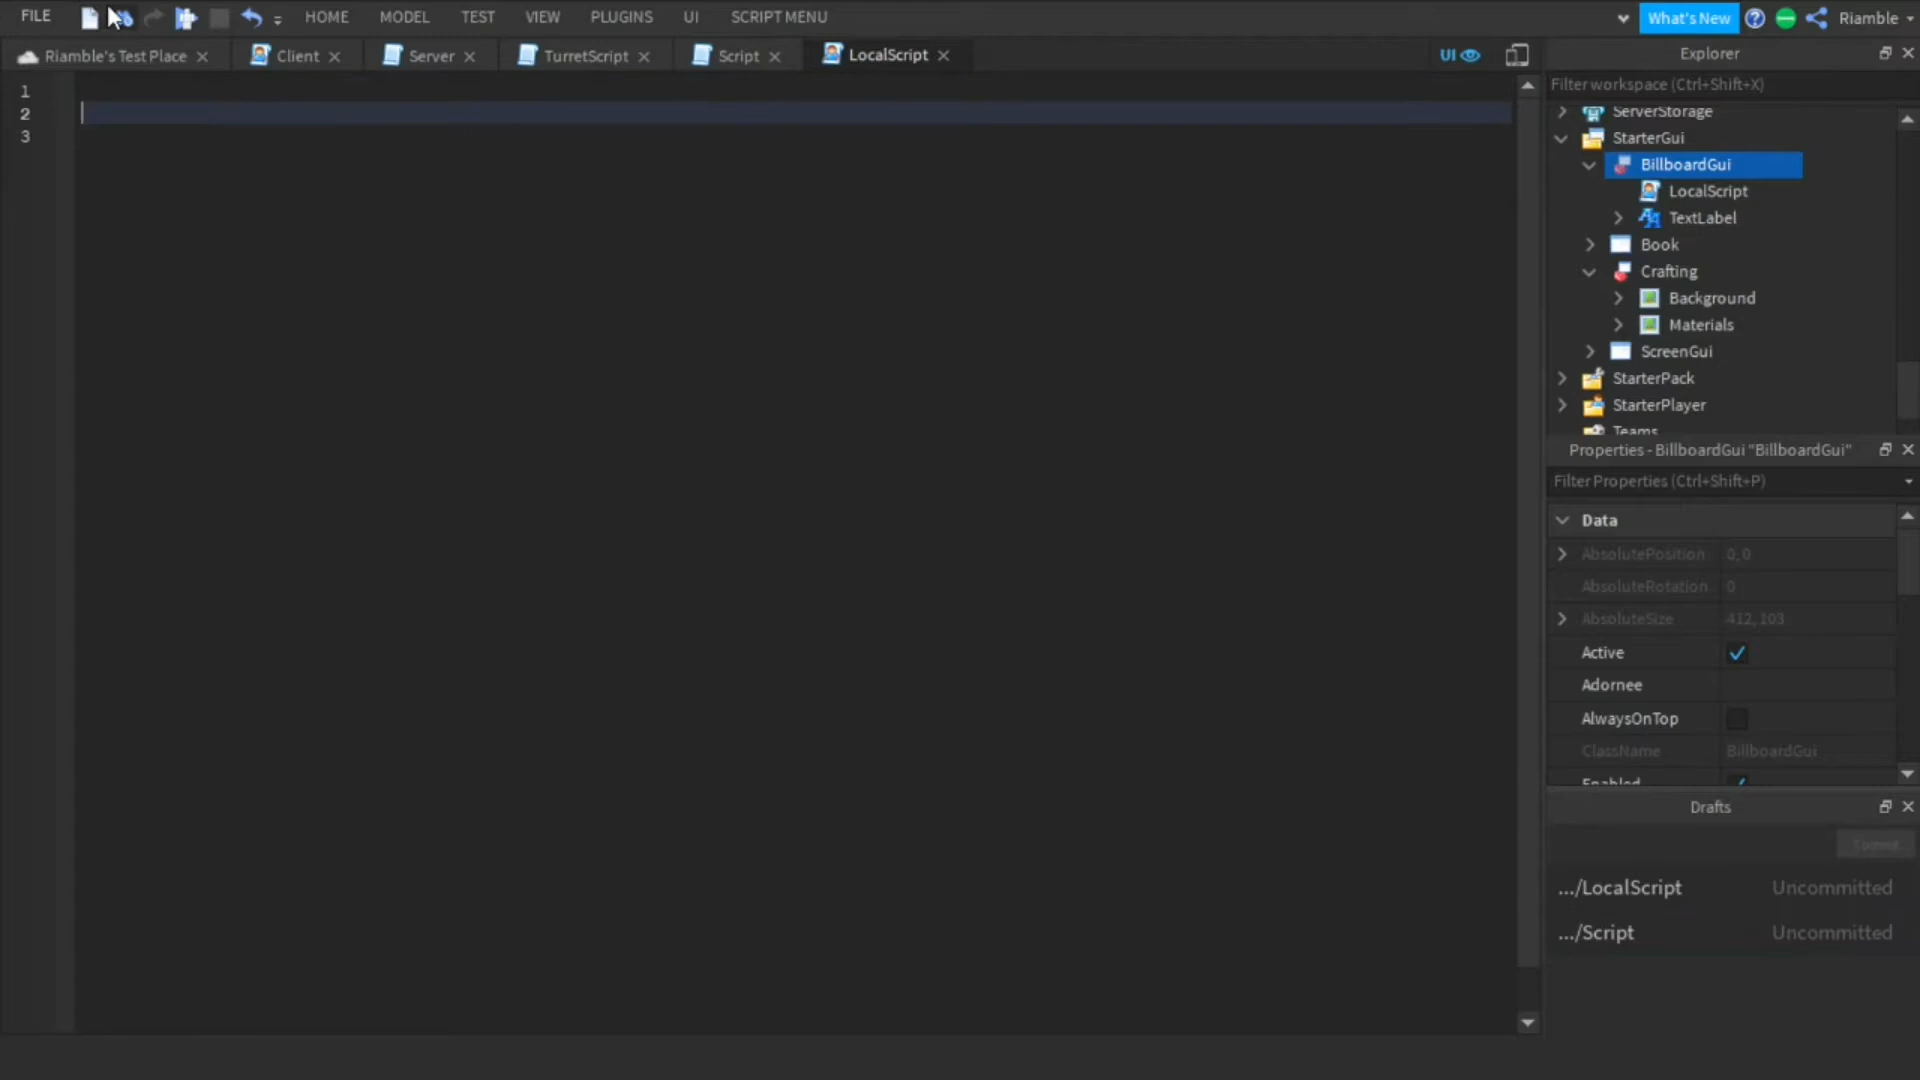 FILE HOME MODEL TEST VIEW PLUGINS UI SCRIPT MENU What's New Riamble
Riamble's Test Place Client Server TurretScript Script LocalScript UI
1
2
3
Explorer
Filter workspace (Ctrl+Shift+X)
ServerStorage
StarterGui
BillboardGui
LocalScript
TextLabel
Book
Crafting
Background
Materials
ScreenGui
StarterPack
StarterPlayer
Teams
Properties - BillboardGui "BillboardGui"
Filter Properties (Ctrl+Shift+P)
Data
AbsolutePosition 0, 0
AbsoluteRotation 0
AbsoluteSize 412, 103
Active
Adornee
AlwaysOnTop
ClassName BillboardGui
Enabled
Drafts
Commit
.../LocalScript Uncommitted
.../Script Uncommitted